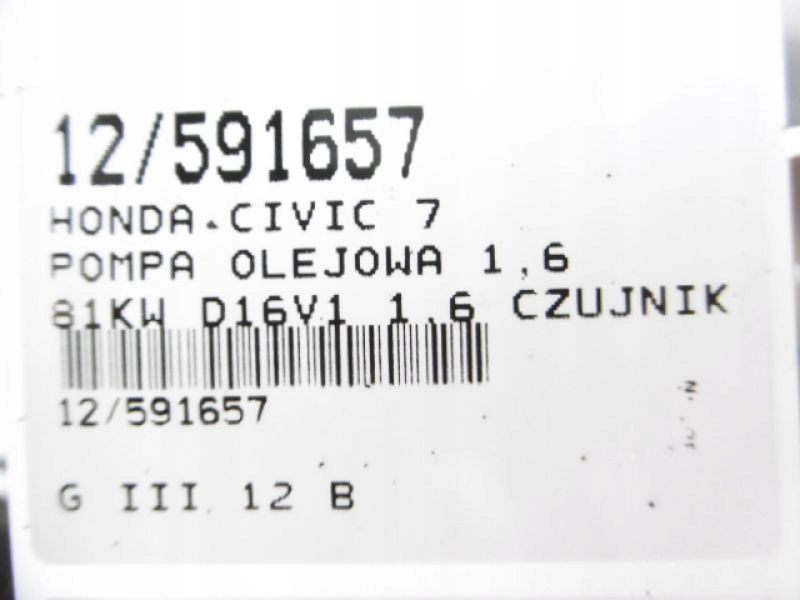 12/591657
HONDA.CIVIC 7
POMPA OLEJOWA 1,6
81KW D16V1 1.6 CZUJNIK
12/591657
G III 12 B